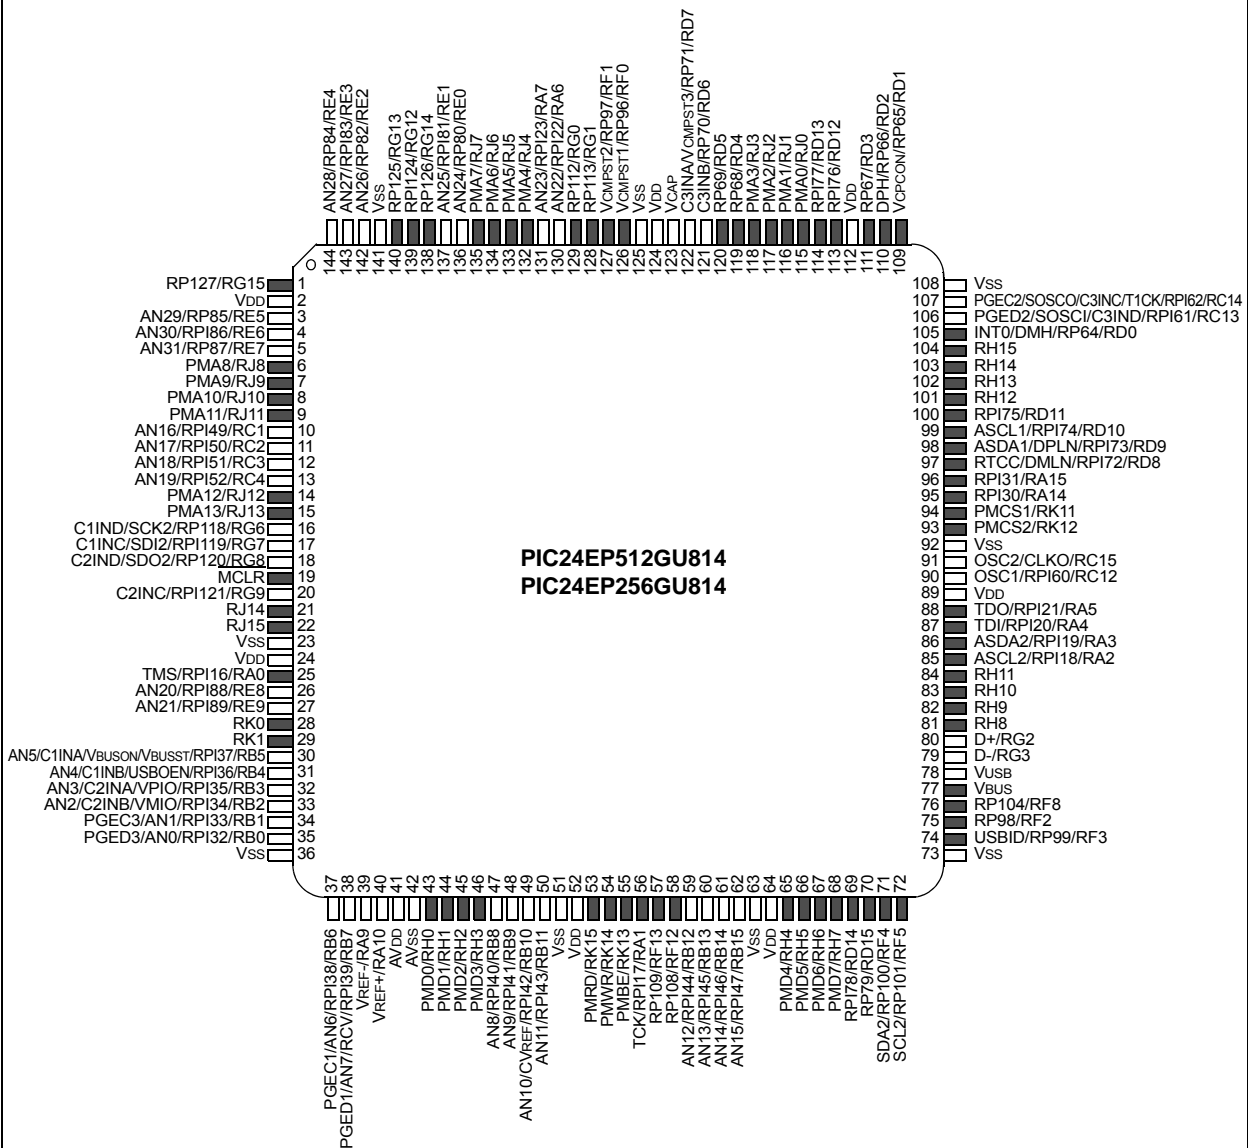 AN28/RP84/RE4
AN27/RPI83/RE3
AN26/RP82/RE2
VSS
RP125/RG13
RPI124/RG12
RP126/RG14
AN25/RPI81/RE1
AN24/RP80/RE0
PMA7/RJ7
PMA6/RJ6
PMA5/RJ5
PMA4/RJ4
AN23/RPI23/RA7
AN22/RPI22/RA6
RP112/RG0
RP113/RG1
VCMPST2/RP97/RF1
VCMPST1/RP96/RF0
VSS
VDD
VCAP
C3INA/VCMPST3/RP71/RD7
C3INB/RP70/RD6
RP69/RD5
RP68/RD4
PMA3/RJ3
PMA2/RJ2
PMA1/RJ1
PMA0/RJ0
RPI77/RD13
RPI76/RD12
VDD
RP67/RD3
DPH/RP66/RD2
VCPCON/RP65/RD1
144
143
142
141
140
139
138
137
136
135
134
133
132
131
130
129
128
127
126
125
124
123
122
121
120
119
118
117
116
115
114
113
112
111
110
109
RP127/RG15 1
VDD 2
AN29/RP85/RE5 3
AN30/RPI86/RE6 4
AN31/RP87/RE7 5
PMA8/RJ8 6
PMA9/RJ9 7
PMA10/RJ10 8
PMA11/RJ11 9
AN16/RPI49/RC1 10
AN17/RPI50/RC2 11
AN18/RPI51/RC3 12
AN19/RPI52/RC4 13
PMA12/RJ12 14
PMA13/RJ13 15
C1IND/SCK2/RP118/RG6 16
C1INC/SDI2/RPI119/RG7 17
C2IND/SDO2/RP120/RG8 18
MCLR 19
C2INC/RPI121/RG9 20
RJ14 21
RJ15 22
VSS 23
VDD 24
TMS/RPI16/RA0 25
AN20/RPI88/RE8 26
AN21/RPI89/RE9 27
RK0 28
RK1 29
AN5/C1INA/VBUSON/VBUSST/RPI37/RB5 30
AN4/C1INB/USBOEN/RPI36/RB4 31
AN3/C2INA/VPIO/RPI35/RB3 32
AN2/C2INB/VMIO/RPI34/RB2 33
PGEC3/AN1/RPI33/RB1 34
PGED3/AN0/RPI32/RB0 35
VSS 36
PIC24EP512GU814
PIC24EP256GU814
108 VSS
107 PGEC2/SOSCO/C3INC/T1CK/RPI62/RC14
106 PGED2/SOSCI/C3IND/RPI61/RC13
105 INT0/DMH/RP64/RD0
104 RH15
103 RH14
102 RH13
101 RH12
100 RPI75/RD11
99 ASCL1/RPI74/RD10
98 ASDA1/DPLN/RPI73/RD9
97 RTCC/DMLN/RPI72/RD8
96 RPI31/RA15
95 RPI30/RA14
94 PMCS1/RK11
93 PMCS2/RK12
92 VSS
91 OSC2/CLKO/RC15
90 OSC1/RPI60/RC12
89 VDD
88 TDO/RPI21/RA5
87 TDI/RPI20/RA4
86 ASDA2/RPI19/RA3
85 ASCL2/RPI18/RA2
84 RH11
83 RH10
82 RH9
81 RH8
80 D+/RG2
79 D-/RG3
78 VUSB
77 VBUS
76 RP104/RF8
75 RP98/RF2
74 USBID/RP99/RF3
73 VSS
37
38
39
40
41
42
43
44
45
46
47
48
49
50
51
52
53
54
55
56
57
58
59
60
61
62
63
64
65
66
67
68
69
70
71
72
PGEC1/AN6/RPI38/RB6
PGED1/AN7/RCV/RPI39/RB7
VREF-/RA9
VREF+/RA10
AVDD
AVSS
PMD0/RH0
PMD1/RH1
PMD2/RH2
PMD3/RH3
AN8/RPI40/RB8
AN9/RPI41/RB9
AN10/CVREF/RPI42/RB10
AN11/RPI43/RB11
VSS
VDD
PMRD/RK15
PMWR/RK14
PMBE/RK13
TCK/RPI17/RA1
RP109/RF13
RP108/RF12
AN12/RPI44/RB12
AN13/RPI45/RB13
AN14/RPI46/RB14
AN15/RPI47/RB15
VSS
VDD
PMD4/RH4
PMD5/RH5
PMD6/RH6
PMD7/RH7
RPI78/RD14
RP79/RD15
SDA2/RP100/RF4
SCL2/RP101/RF5